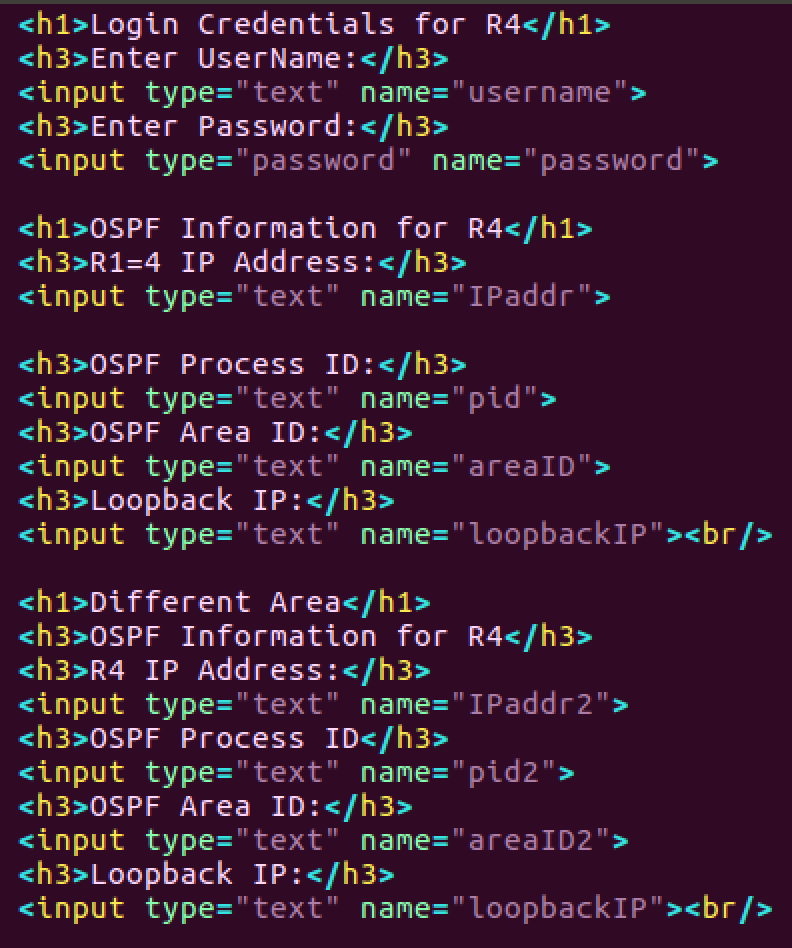 <h1>Login Credentials for R4</h1>
<h3>Enter UserName:</h3>
<input type="text" name="username">
<h3>Enter Password:</h3>
<input type="password" name="password">
<h1>OSPF Information for R4</h1>
<h3>R1=4 IP Address:</h3>
<input type="text" name="IPaddr">
<h3>OSPF Process ID:</h3>
<input type="text" name="pid">
<h3>OSPF Area ID:</h3>
<input type="text" name="areaID">
<h3>Loopback IP:</h3>
<input type="text" name="loopbackIP"><br/>
<h1>Different Area</h1>
<h3>OSPF Information for R4</h3>
<h3>R4 IP Address:</h3>
<input type="text" name="IPaddr2">
<h3>OSPF Process ID</h3>
<input type="text" name="pid2">
<h3>OSPF Area ID:</h3>
<input type="text" name="areaID2">
<h3>Loopback IP:</h3>
<input type="text" name="loopbackIP"><br/>